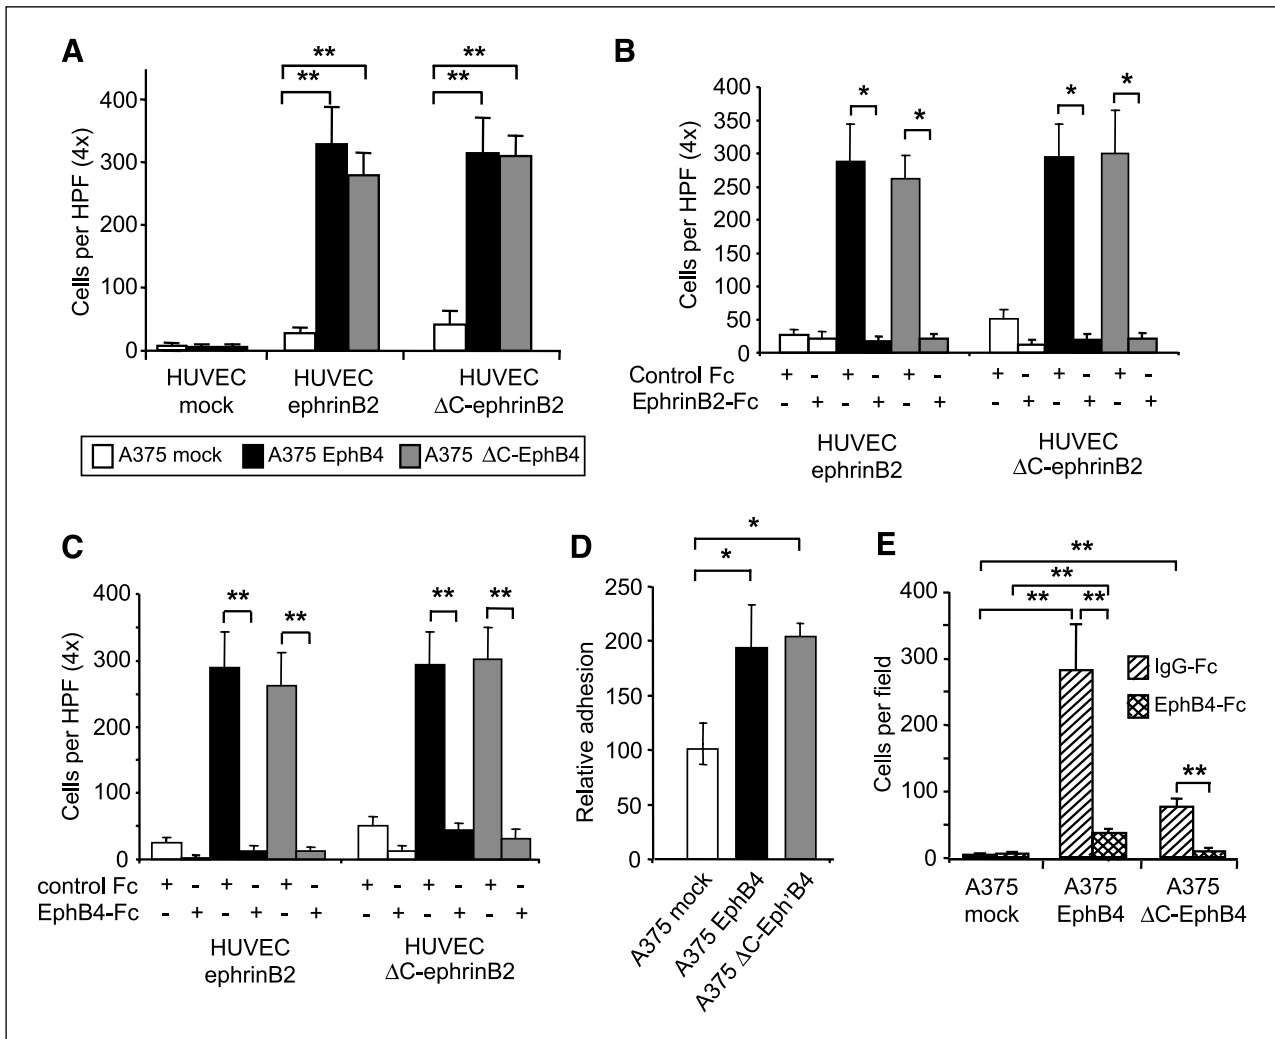 A
Cells per HPF (4x)
400
300
200
100
0
**
**
**
**
HUVEC
mock
HUVEC
ephrinB2
HUVEC
ΔC-ephrinB2
A375 mock
A375 EphB4
A375 ΔC-EphB4
B
Cells per HPF (4x)
400
350
300
250
200
150
100
50
0
*
*
*
*
Control Fc + - + - + - + - + - + -
EphrinB2-Fc - + - + - + - + - + - +
HUVEC
ephrinB2
HUVEC
ΔC-ephrinB2
C
Cells per HPF (4x)
400
300
200
100
0
**
**
**
**
control Fc + - + - + - + - + - + -
EphB4-Fc - + - + - + - + - + - +
HUVEC
ephrinB2
HUVEC
ΔC-ephrinB2
D
Relative adhesion
250
200
150
100
50
0
*
*
A375 mock
A375 EphB4
A375 ΔC-Eph'B4
E
Cells per field
400
300
200
100
0
**
**
**
**
**
IgG-Fc
EphB4-Fc
A375
mock
A375
EphB4
A375
ΔC-EphB4